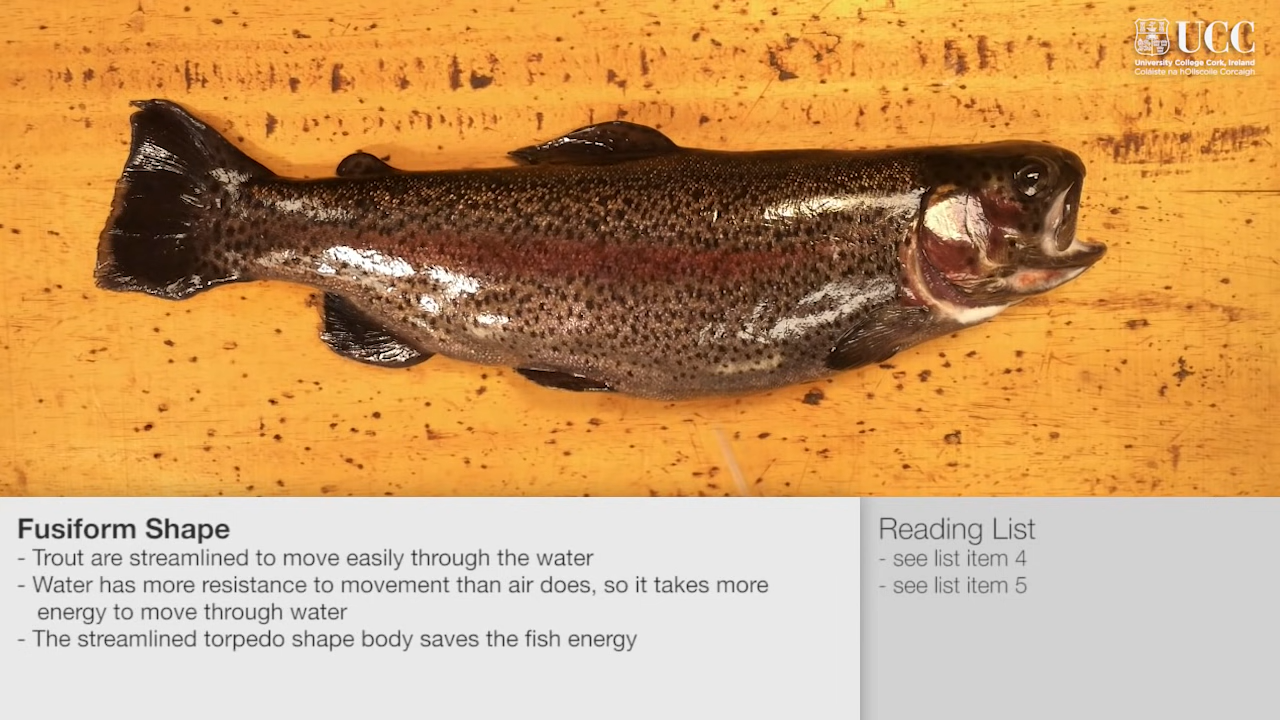 UCC
University College Cork, Ireland
Coláiste na hOllscoile Corcaigh
Fusiform Shape
- Trout are streamlined to move easily through the water
- Water has more resistance to movement than air does, so it takes more
energy to move through water
- The streamlined torpedo shape body saves the fish energy
Reading List
- see list item 4
- see list item 5